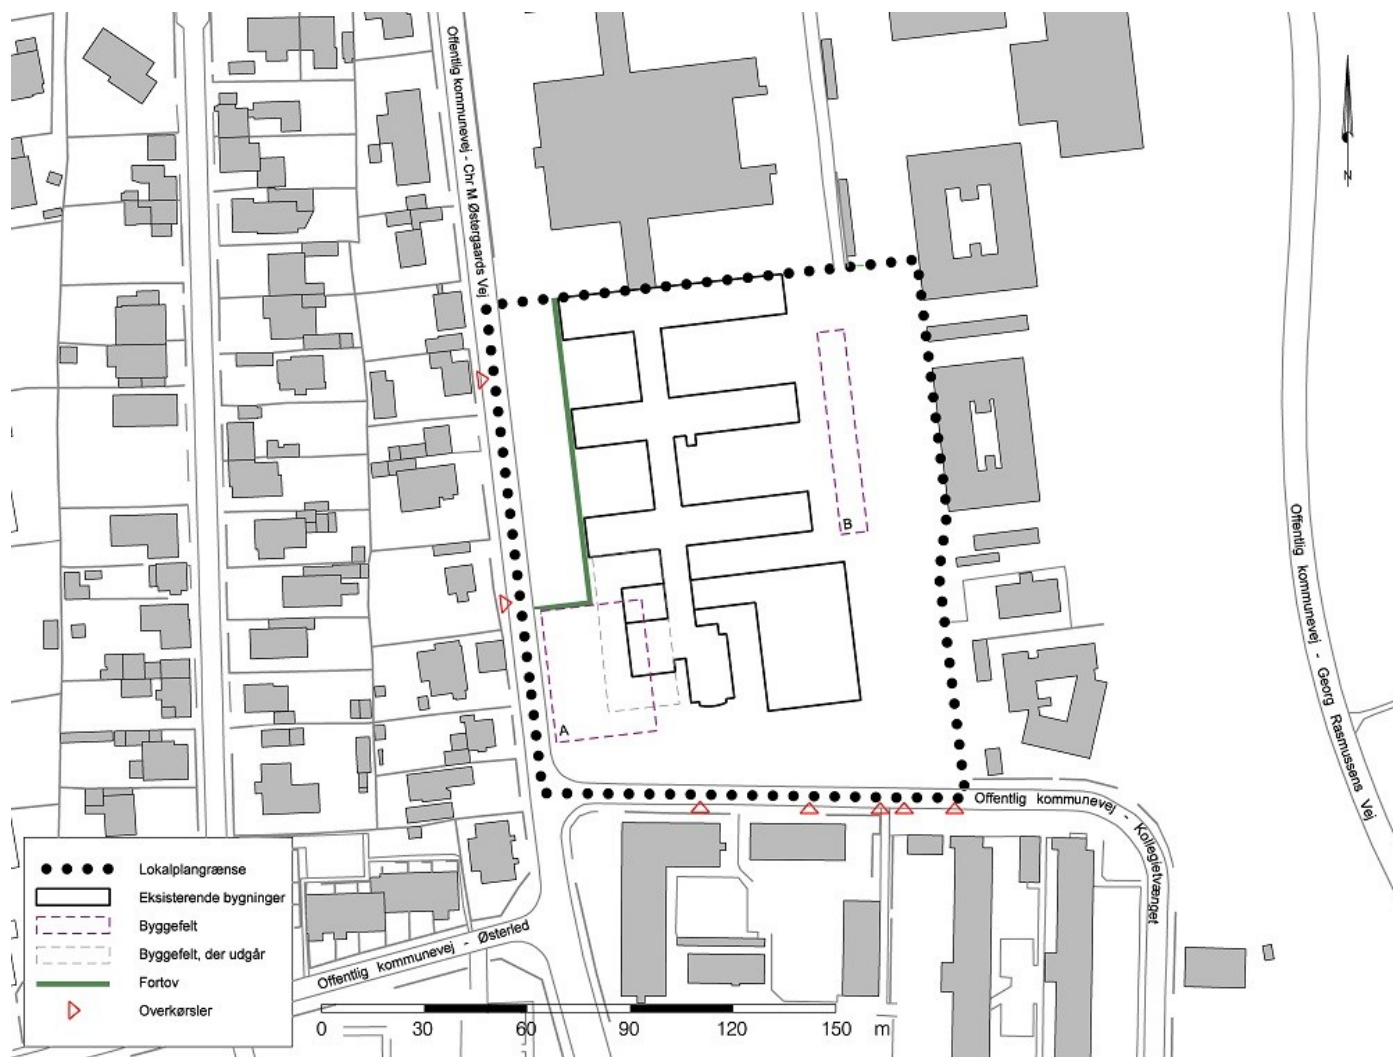 Offentlig kommunevej - Chr M Østergaards Vej
N
B
A
Offentlig kommunevej - Georg Rasmussens Vej
Offentlig kommunevej - Kollegietvænget
Offentlig kommunevej - Østerled
Lokalplangrænse
Eksisterende bygninger
Byggefelt
Byggefelt, der udgår
Fortov
Overkørsler
0 30 60 90 120 150 m